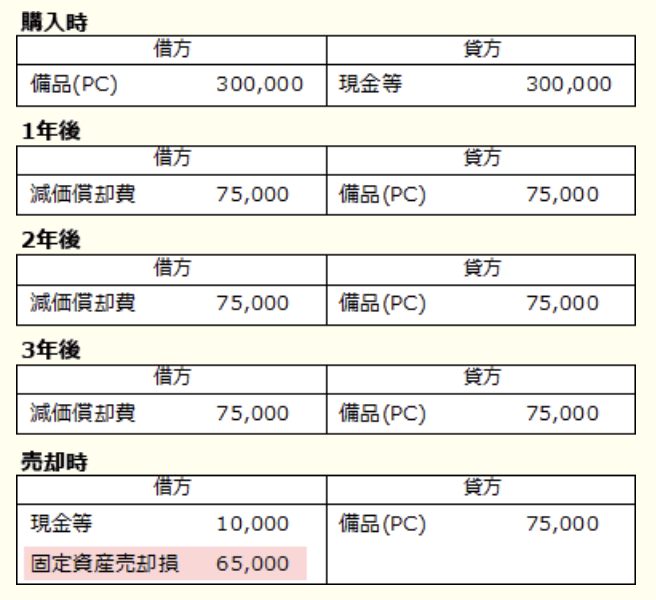 購入時
借方 貸方
備品(PC) 300,000 現金等 300,000
1年後
借方 貸方
減価償却費 75,000 備品(PC) 75,000
2年後
借方 貸方
減価償却費 75,000 備品(PC) 75,000
3年後
借方 貸方
減価償却費 75,000 備品(PC) 75,000
売却時
借方 貸方
現金等 10,000 備品(PC) 75,000
固定資産売却損 65,000